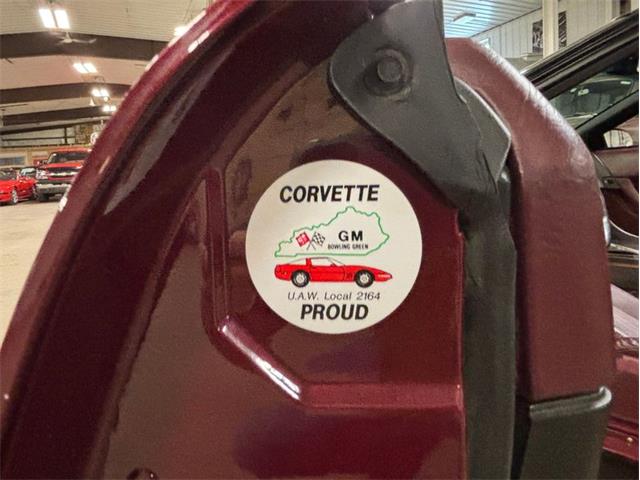 CORVETTE
GM
BOWLING GREEN
U.A.W. Local 2164
PROUD